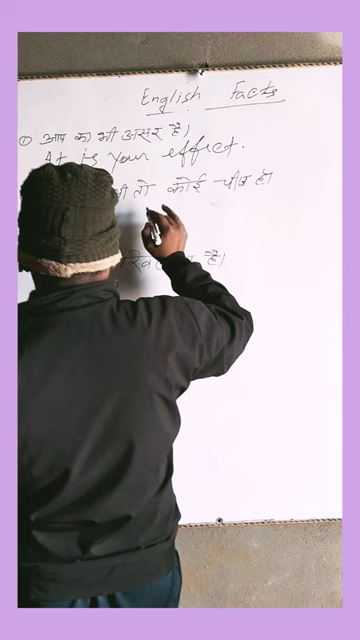 English Facts
① आप का भी असर है।
At is your effect.
भी तो कोई चीज है।
है।